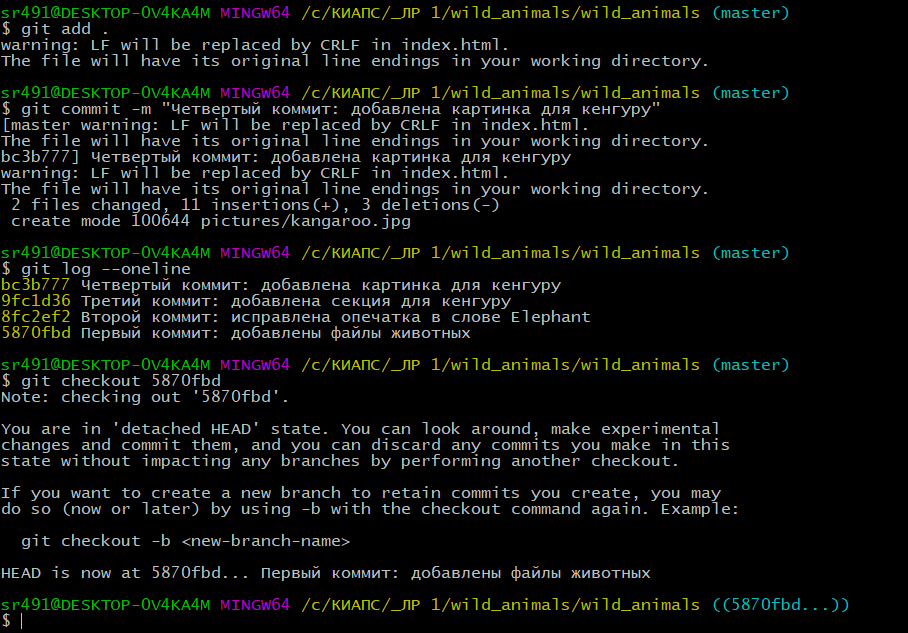 sr491@DESKTOP-OV4KA4M MINGW64 /c/КИАПС/_ЛР 1/wild_animals/wild_animals (master)
$ git add .
warning: LF will be replaced by CRLF in index.html.
The file will have its original line endings in your working directory.
sr491@DESKTOP-OV4KA4M MINGW64 /c/КИАПС/_ЛР 1/wild_animals/wild_animals (master)
$ git commit -m "Четвертый коммит: добавлена картинка для кенгуру"
[master warning: LF will be replaced by CRLF in index.html.
The file will have its original line endings in your working directory.
bc3b777] Четвертый коммит: добавлена картинка для кенгуру
warning: LF will be replaced by CRLF in index.html.
The file will have its original line endings in your working directory.
 2 files changed, 11 insertions(+), 3 deletions(-)
 create mode 100644 pictures/kangaroo.jpg
sr491@DESKTOP-OV4KA4M MINGW64 /c/КИАПС/_ЛР 1/wild_animals/wild_animals (master)
$ git log --oneline
bc3b777 Четвертый коммит: добавлена картинка для кенгуру
9fc1d36 Третий коммит: добавлена секция для кенгуру
8fc2ef2 Второй коммит: исправлена опечатка в слове Elephant
5870fbd Первый коммит: добавлены файлы животных
sr491@DESKTOP-OV4KA4M MINGW64 /c/КИАПС/_ЛР 1/wild_animals/wild_animals (master)
$ git checkout 5870fbd
Note: checking out '5870fbd'.
You are in 'detached HEAD' state. You can look around, make experimental
changes and commit them, and you can discard any commits you make in this
state without impacting any branches by performing another checkout.
If you want to create a new branch to retain commits you create, you may
do so (now or later) by using -b with the checkout command again. Example:
  git checkout -b <new-branch-name>
HEAD is now at 5870fbd... Первый коммит: добавлены файлы животных
sr491@DESKTOP-OV4KA4M MINGW64 /c/КИАПС/_ЛР 1/wild_animals/wild_animals ((5870fbd...))
$